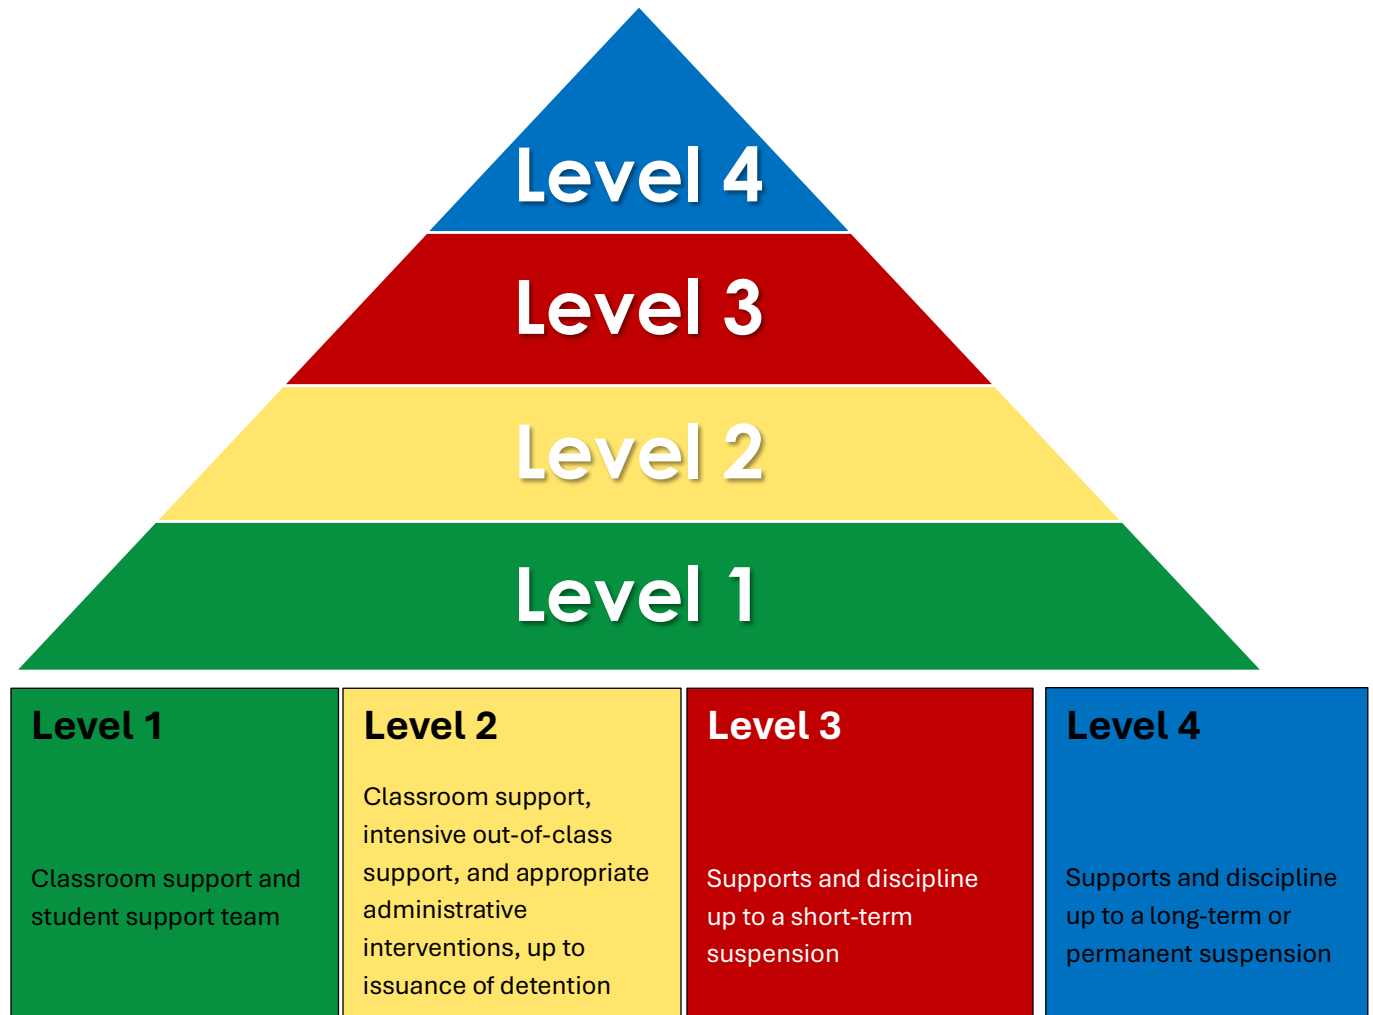 Level 4
Level 3
Level 2
Level 1
Level 1
Classroom support and
student support team
Level 2
Classroom support,
intensive out-of-class
support, and appropriate
administrative
interventions, up to
issuance of detention
Level 3
Supports and discipline
up to a short-term
suspension
Level 4
Supports and discipline
up to a long-term or
permanent suspension